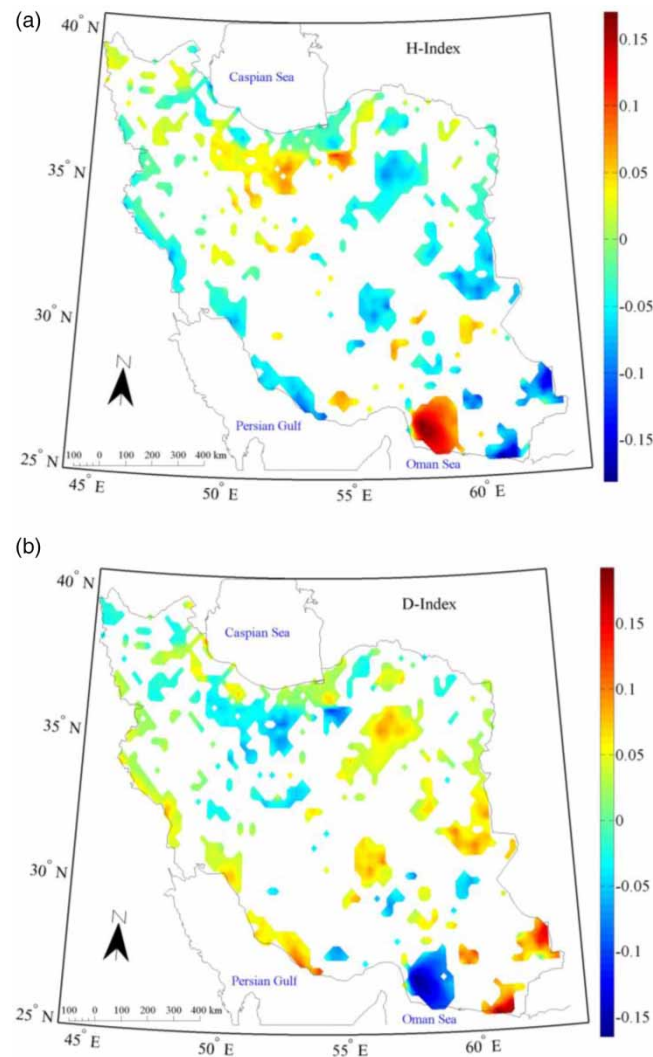 (a)
40° N
H-Index
Caspian Sea
35° N
30° N
N
Persian Gulf
100 0 100 200 300 400 km
25° N
Oman Sea
45° E
50° E
55° E
60° E
0.15
0.1
0.05
0
-0.05
-0.1
-0.15
(b)
40° N
D-Index
Caspian Sea
35° N
30° N
N
Persian Gulf
100 0 100 200 300 400 km
25° N
Oman Sea
45° E
50° E
55° E
60° E
0.15
0.1
0.05
0
-0.05
-0.1
-0.15